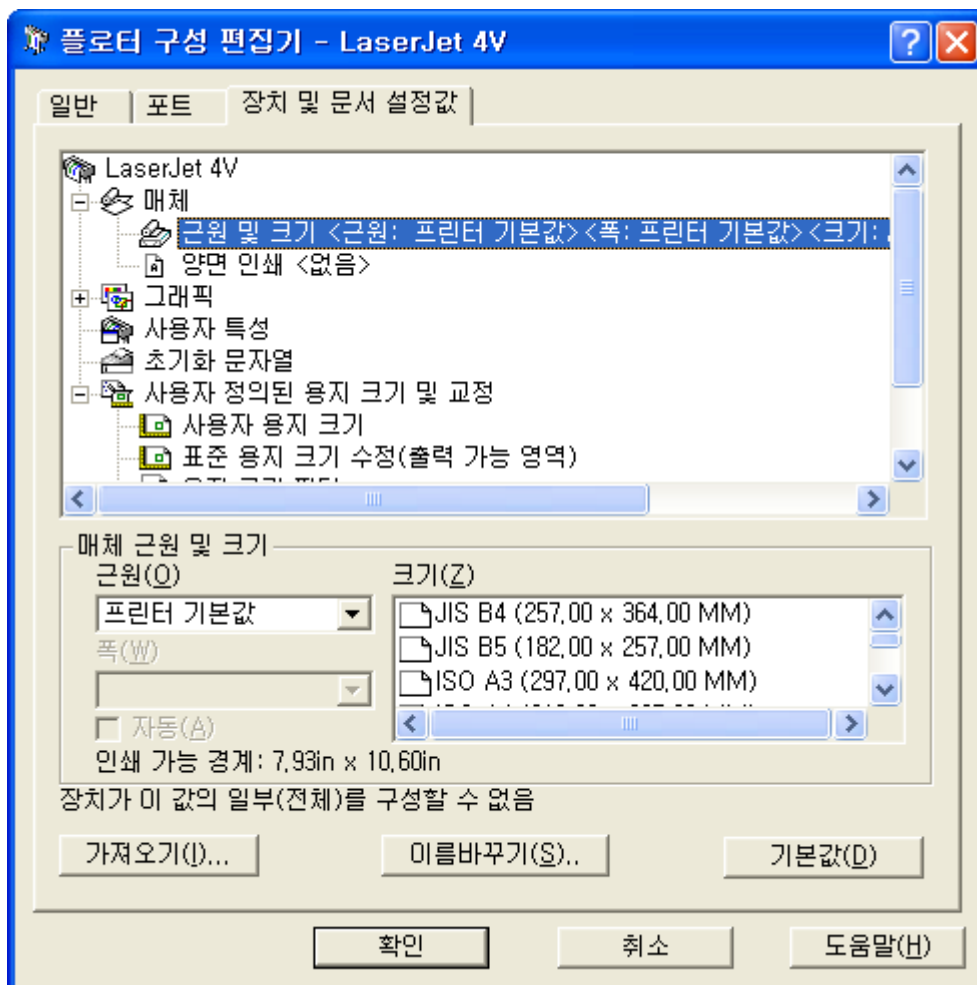 플로터 구성 편집기 - LaserJet 4V
일반
포트
장치 및 문서 설정값
LaserJet 4V
매체
근원 및 크기 <근원: 프린터 기본값><폭: 프린터 기본값><크기:
양면 인쇄 <없음>
그래픽
사용자 특성
초기화 문자열
사용자 정의된 용지 크기 및 교정
사용자 용지 크기
표준 용지 크기 수정(출력 가능 영역)
매체 근원 및 크기
근원(O)
크기(Z)
프린터 기본값
JIS B4 (257,00 x 364,00 MM)
JIS B5 (182,00 x 257,00 MM)
ISO A3 (297,00 x 420,00 MM)
폭(W)
자동(A)
인쇄 가능 경계: 7,93in x 10,60in
장치가 이 값의 일부(전체)를 구성할 수 없음
가져오기(I)...
이름바꾸기(S)..
기본값(D)
확인
취소
도움말(H)